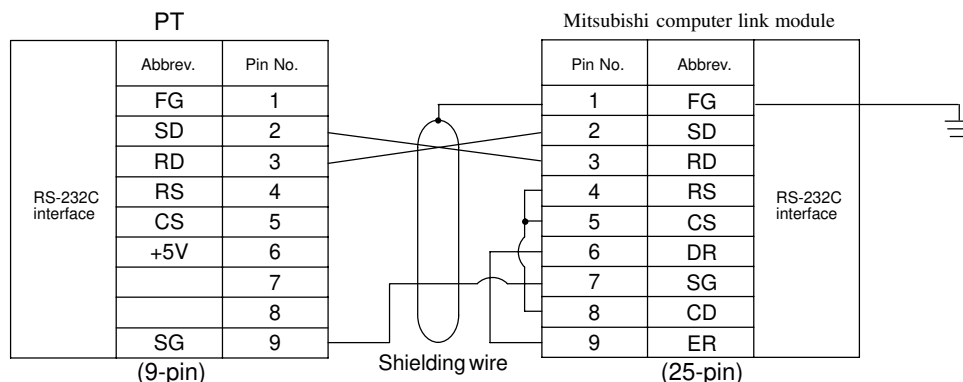 PT
Mitsubishi computer link module
Abbrev. Pin No.
FG 1
SD 2
RD 3
RS 4
CS 5
+5V 6
7
8
SG 9
RS-232C
interface
(9-pin)
Shielding wire
Pin No. Abbrev.
1 FG
2 SD
3 RD
4 RS
5 CS
6 DR
7 SG
8 CD
9 ER
RS-232C
interface
(25-pin)